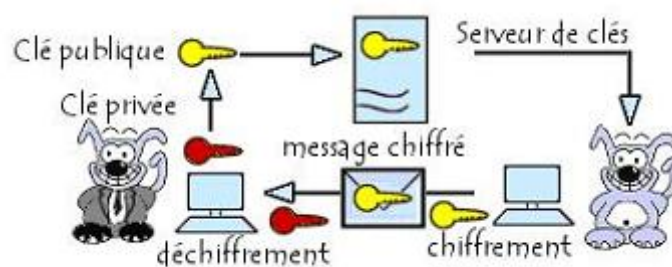 Clé publique
Serveur de clés
Clé privée
message chiffré
déchiffrement
chiffrement